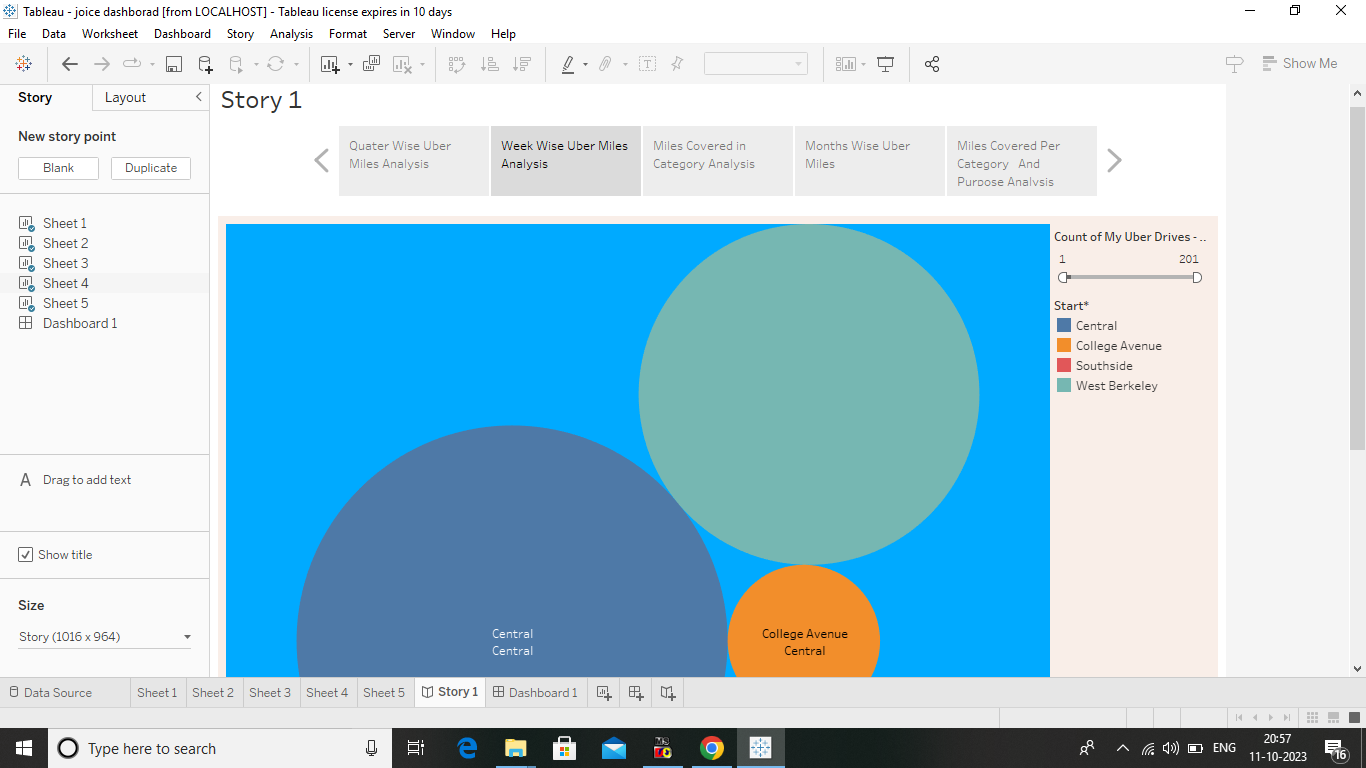 Tableau - joice dashborad [from LOCALHOST] - Tableau license expires in 10 days
File Data Worksheet Dashboard Story Analysis Format Server Window Help
Show Me
Story Layout
New story point
Blank Duplicate
Sheet 1
Sheet 2
Sheet 3
Sheet 4
Sheet 5
Dashboard 1
A Drag to add text
Show title
Size
Story (1016 x 964)
Story 1
Quater Wise Uber
Miles Analysis
Week Wise Uber Miles
Analysis
Miles Covered in
Category Analysis
Months Wise Uber
Miles
Miles Covered Per
Category And
Purpose Analysis
Central
Central
College Avenue
Central
Count of My Uber Drives - ..
1 201
Start*
Central
College Avenue
Southside
West Berkeley
Data Source Sheet 1 Sheet 2 Sheet 3 Sheet 4 Sheet 5 Story 1 Dashboard 1
Type here to search
ENG
20:57
11-10-2023
16